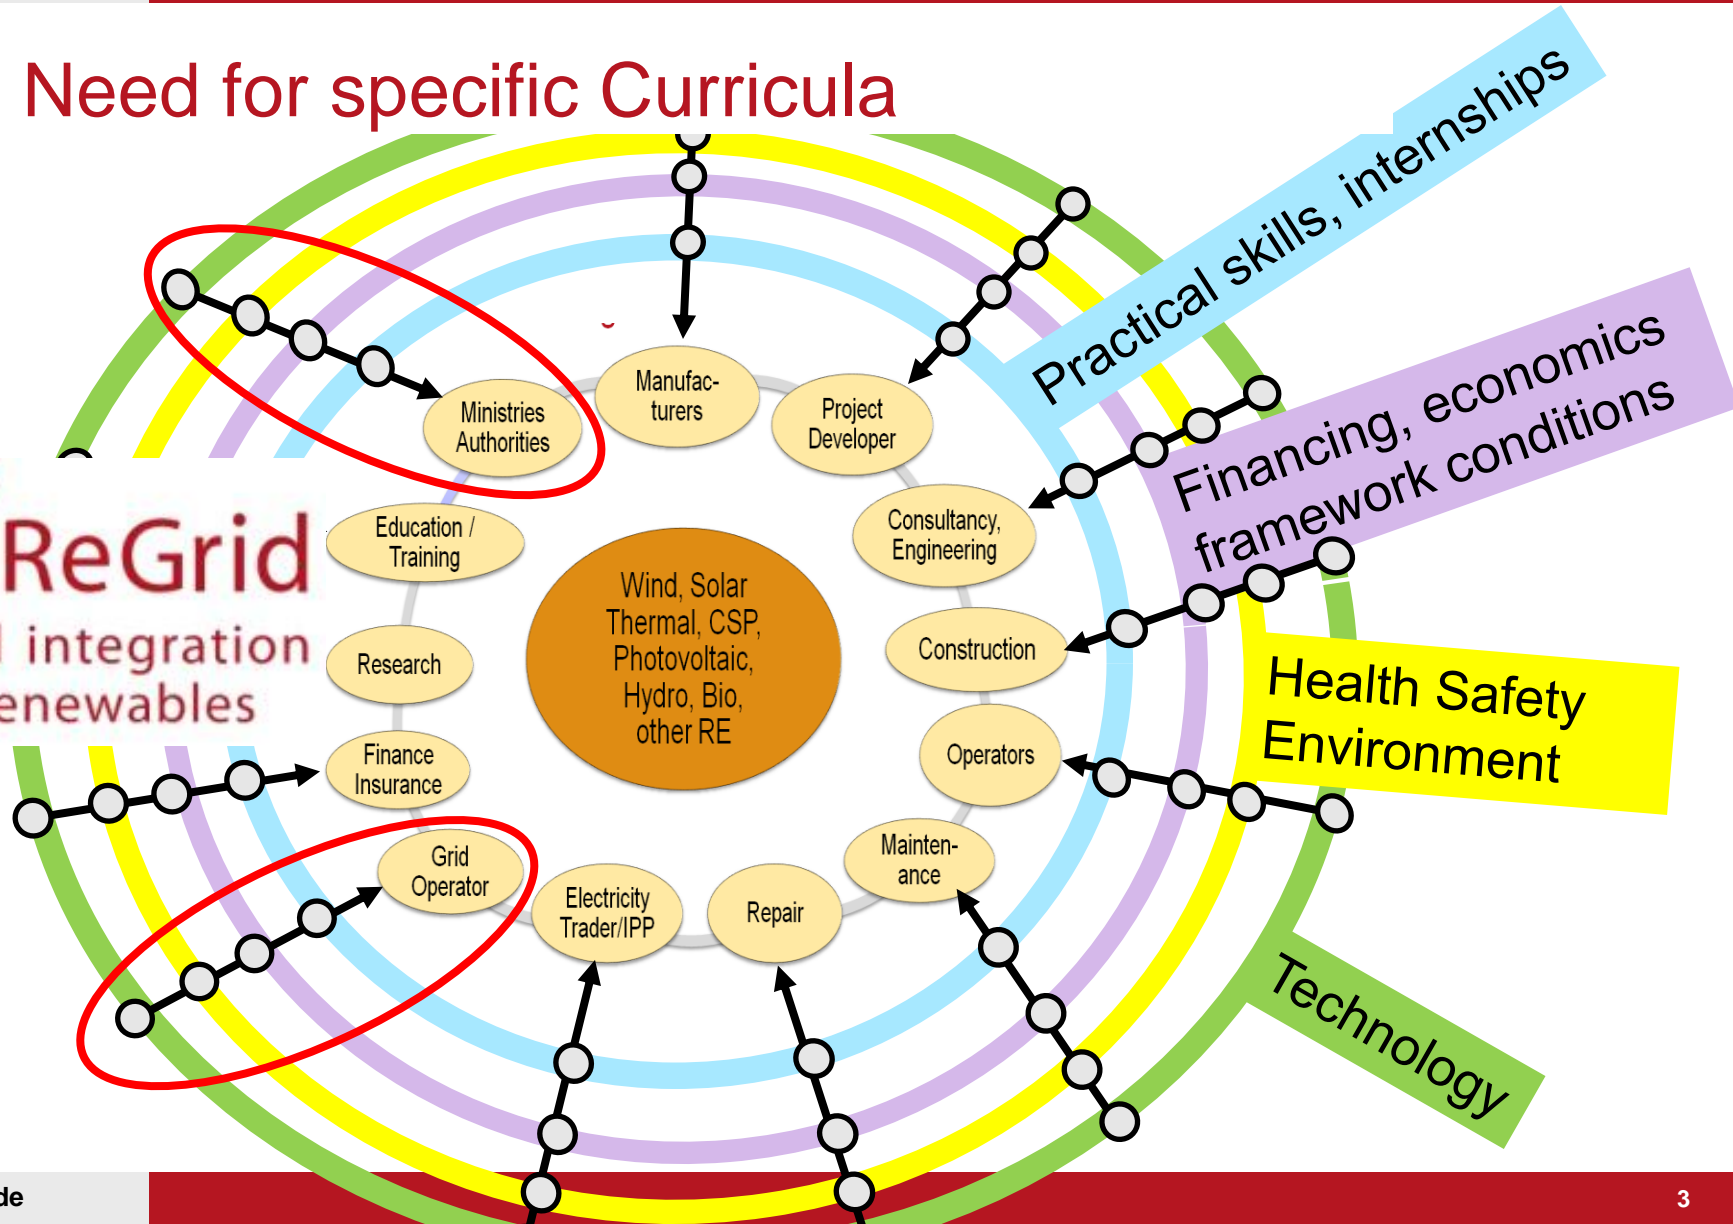 Need for specific Curricula
Practical skills, internships
Financing, economics
framework conditions
Health Safety
Environment
Technology
Manufac-
turers
Project
Developer
Consultancy,
Engineering
Construction
Operators
Mainten-
ance
Repair
Electricity
Trader/IPP
Grid
Operator
Finance
Insurance
Research
Education /
Training
Ministries
Authorities
Wind, Solar
Thermal, CSP,
Photovoltaic,
Hydro, Bio,
other RE
ReGrid
integration
enewables
de
3